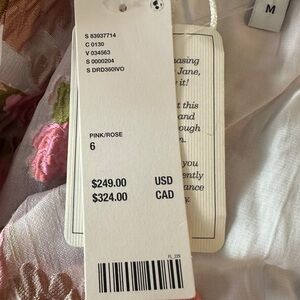 S 83937714
C 0130
V 034563
S 0000204
S DRD360IVO
PINK/ROSE
6
$249.00 USD
$324.00 CAD
M
Jane,
it!
t this
and
ough
you
ently